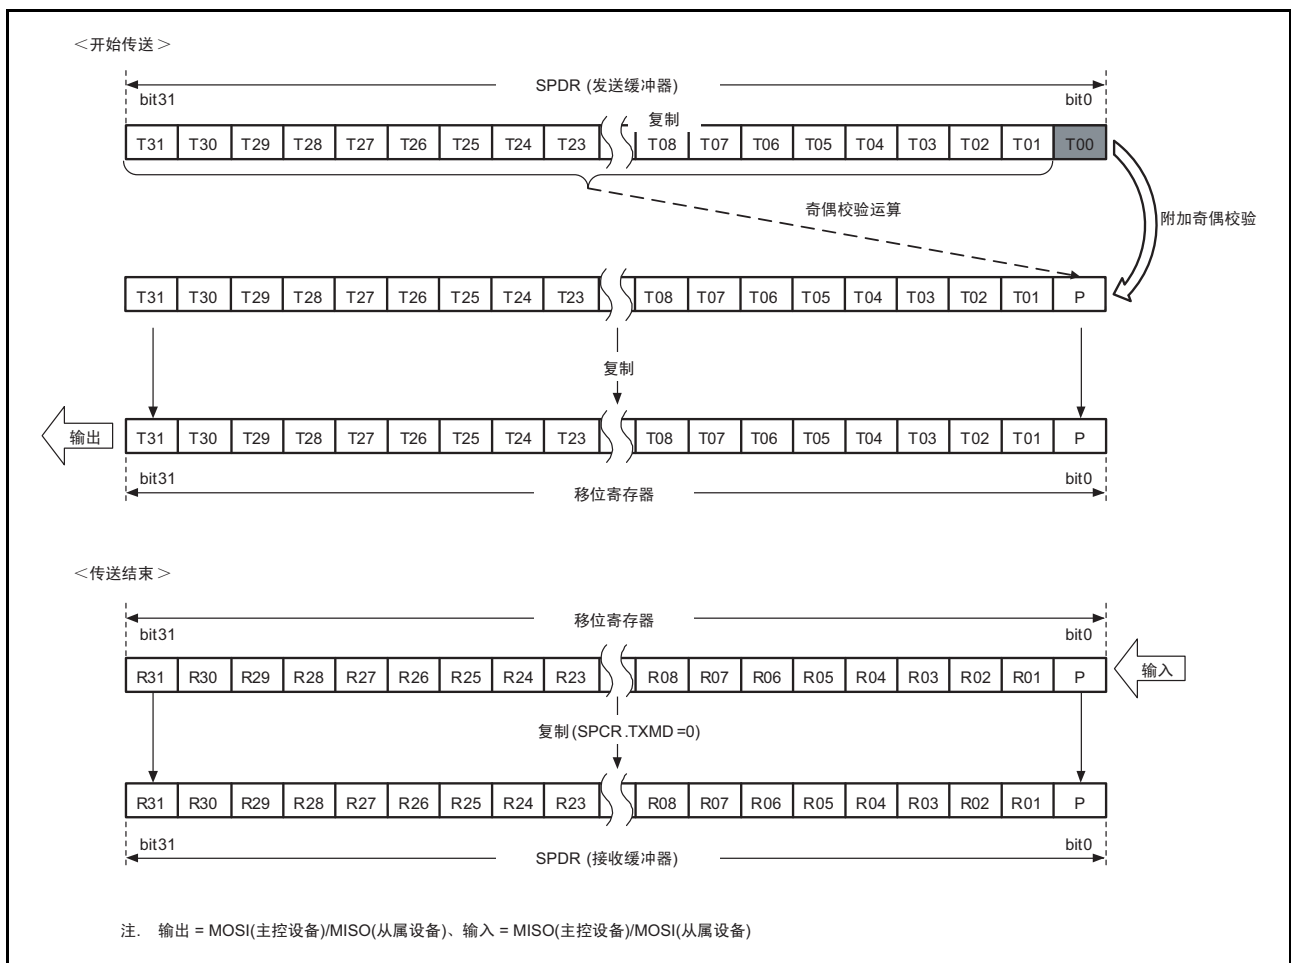 ＜开始传送＞
SPDR (发送缓冲器)
bit31 bit0
复制
T31 T30 T29 T28 T27 T26 T25 T24 T23 T08 T07 T06 T05 T04 T03 T02 T01 T00
奇偶校验运算
附加奇偶校验
T31 T30 T29 T28 T27 T26 T25 T24 T23 T08 T07 T06 T05 T04 T03 T02 T01 P
复制
输出 T31 T30 T29 T28 T27 T26 T25 T24 T23 T08 T07 T06 T05 T04 T03 T02 T01 P
bit31 bit0
移位寄存器
＜传送结束＞
移位寄存器
bit31 bit0
R31 R30 R29 R28 R27 R26 R25 R24 R23 R08 R07 R06 R05 R04 R03 R02 R01 P 输入
复制(SPCR.TXMD=0)
R31 R30 R29 R28 R27 R26 R25 R24 R23 R08 R07 R06 R05 R04 R03 R02 R01 P
bit31 bit0
SPDR (接收缓冲器)
注. 输出 = MOSI(主控设备)/MISO(从属设备)、输入 = MISO(主控设备)/MOSI(从属设备)